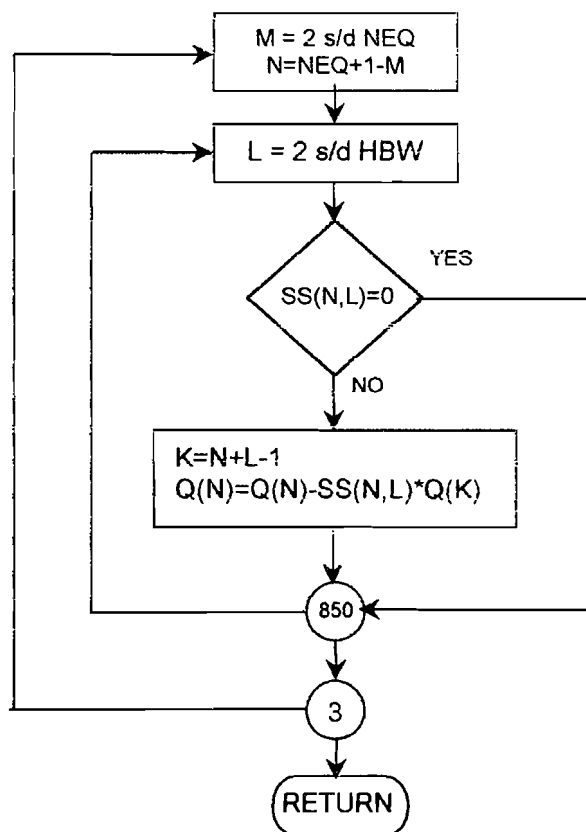 M = 2 s/d NEQ
N=NEQ+1-M
L = 2 s/d HBW
YES
SS(N,L)=0
NO
K=N+L-1
Q(N)=Q(N)-SS(N,L)*Q(K)
850
3
RETURN